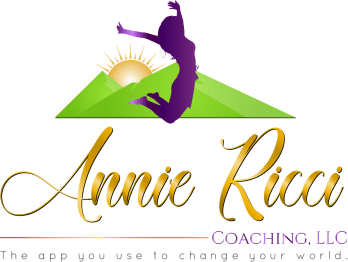 Annie Ricci
COACHING, LLC
The app you use to change your world.